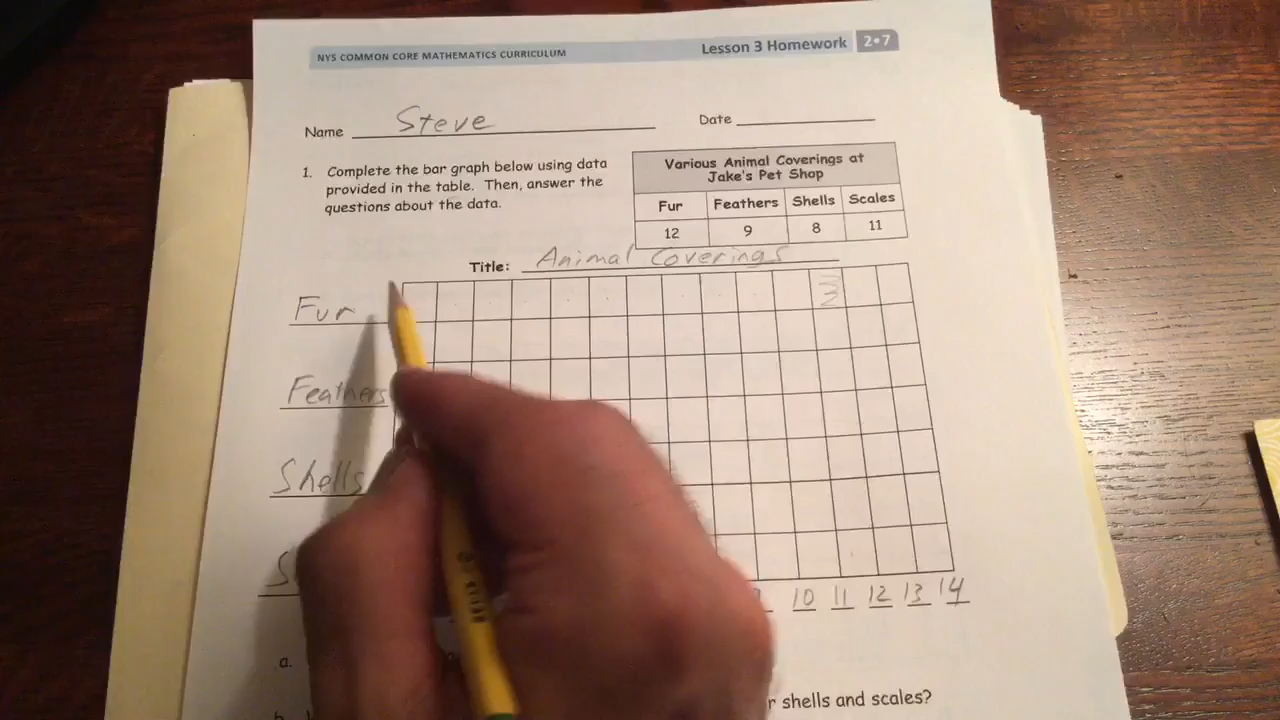 NYS COMMON CORE MATHEMATICS CURRICULUM Lesson 3 Homework 2•7
Name Steve Date
1. Complete the bar graph below using data
provided in the table. Then, answer the
questions about the data.
Various Animal Coverings at
Jake's Pet Shop
Fur Feathers Shells Scales
12 9 8 11
Title: Animal Coverings
Fur
Feathers
Shells
10 11 12 13 14
a.
shells and scales?